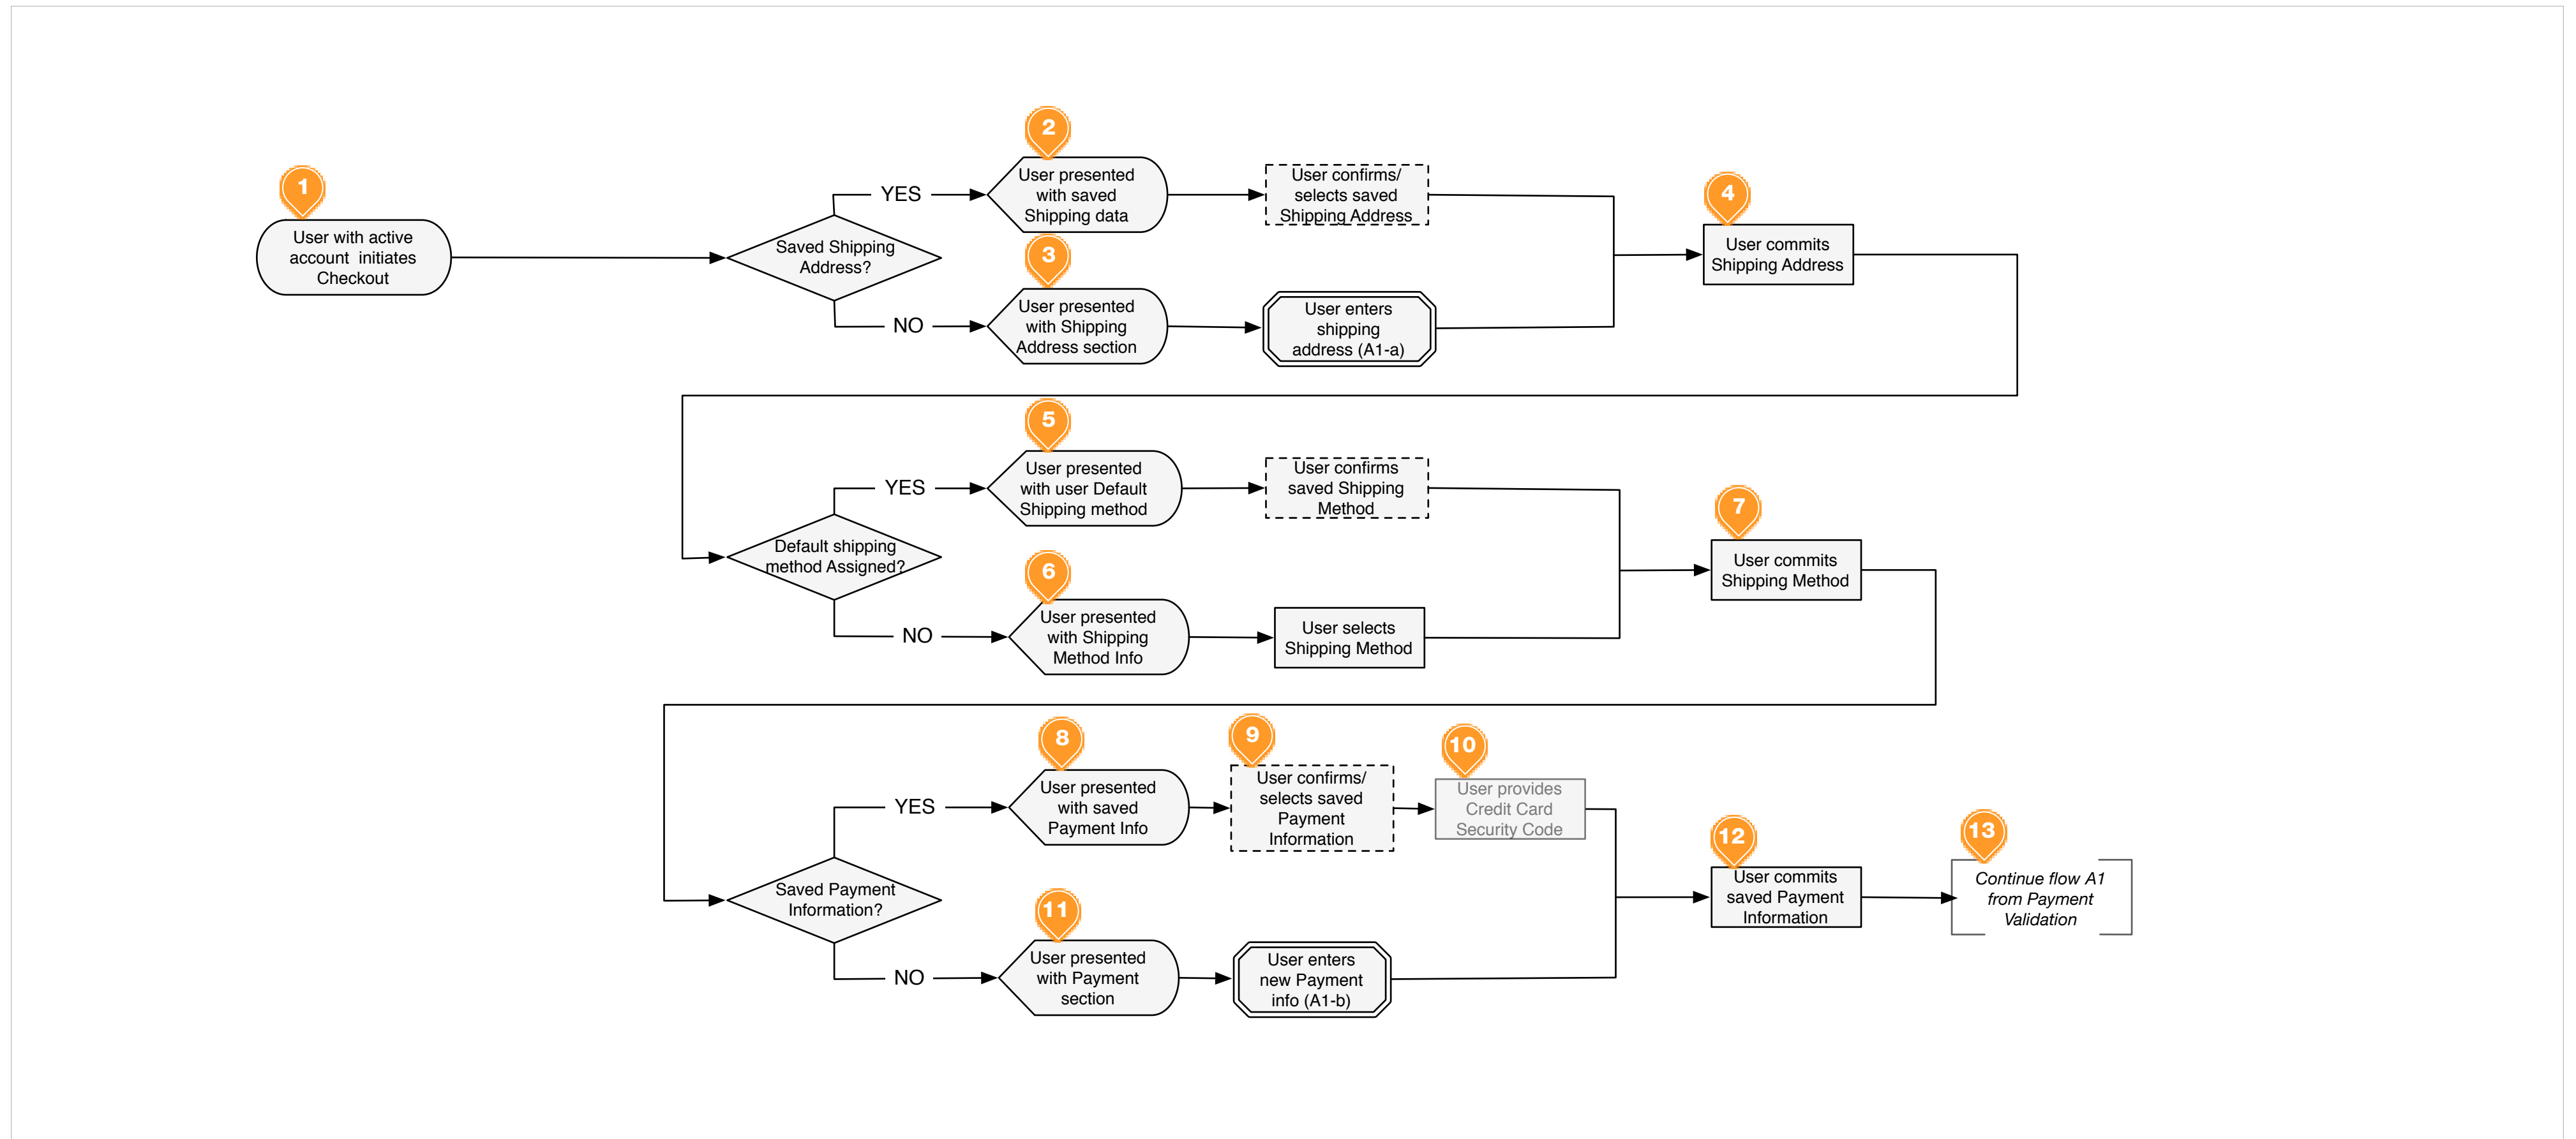 1
User with active
account initiates
Checkout
Saved Shipping
Address?
YES
2
User presented
with saved
Shipping data
User confirms/
selects saved
Shipping Address
NO
3
User presented
with Shipping
Address section
User enters
shipping
address (A1-a)
4
User commits
Shipping Address
Default shipping
method Assigned?
YES
5
User presented
with user Default
Shipping method
User confirms
saved Shipping
Method
NO
6
User presented
with Shipping
Method Info
User selects
Shipping Method
7
User commits
Shipping Method
Saved Payment
Information?
YES
8
User presented
with saved
Payment Info
9
User confirms/
selects saved
Payment
Information
10
User provides
Credit Card
Security Code
NO
11
User presented
with Payment
section
User enters
new Payment
info (A1-b)
12
User commits
saved Payment
Information
13
Continue flow A1
from Payment
Validation